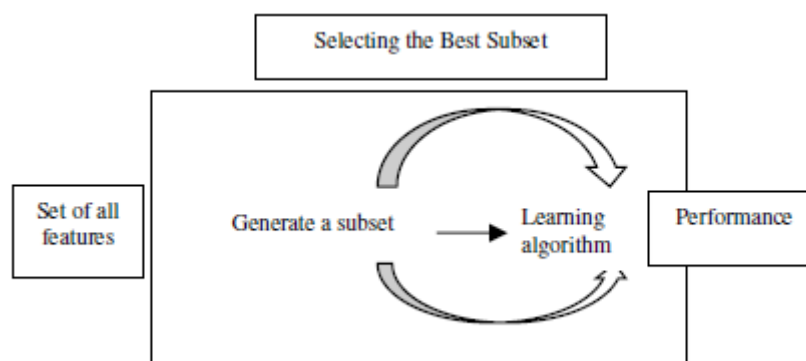 Selecting the Best Subset
Set of all
features
Generate a subset
Learning
algorithm
Performance